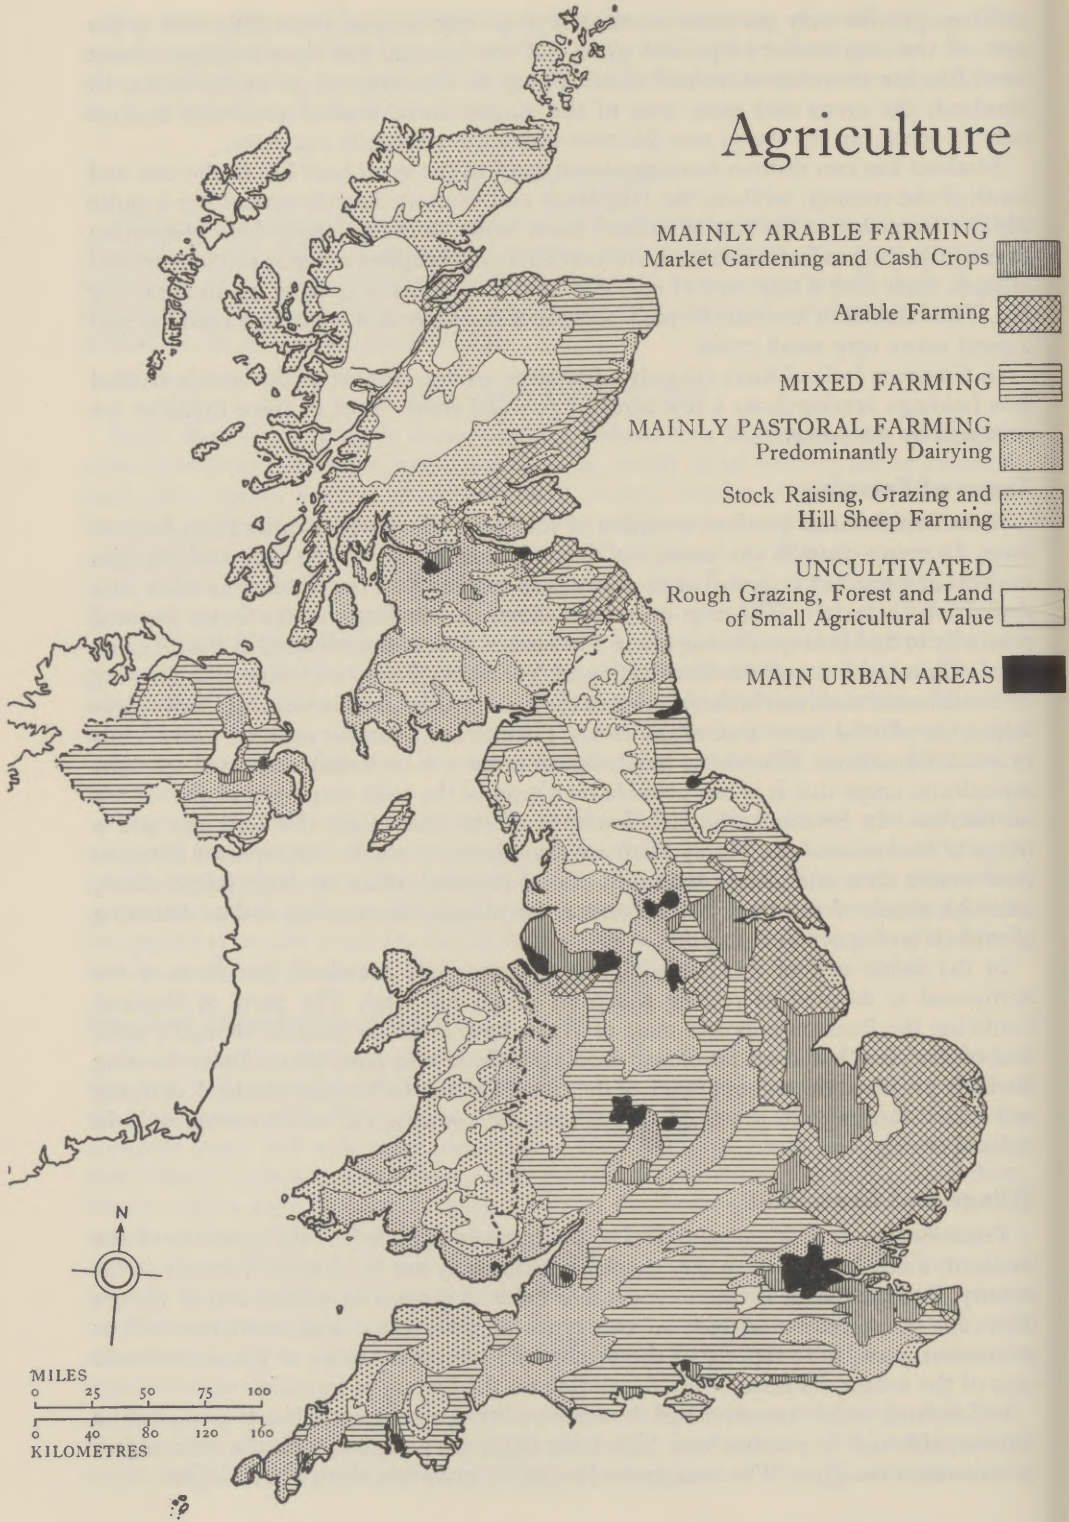 Agriculture
MAINLY ARABLE FARMING
Market Gardening and Cash Crops
Arable Farming
MIXED FARMING
MAINLY PASTORAL FARMING
Predominantly Dairying
Stock Raising, Grazing and
Hill Sheep Farming
UNCULTIVATED
Rough Grazing, Forest and Land
of Small Agricultural Value
MAIN URBAN AREAS
N
MILES
0 25 50 75 100
0 40 80 120 160
KILOMETRES